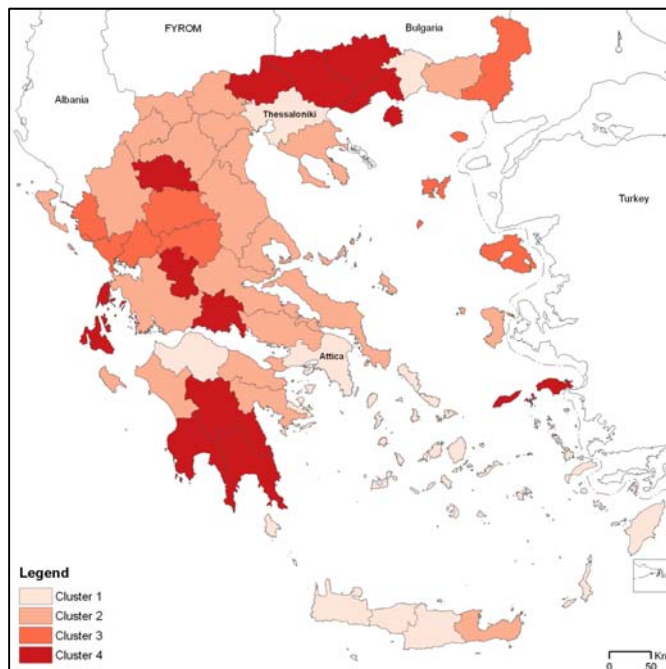 FYROM
Bulgaria
Albania
Thessaloniki
Turkey
Attica
Legend
Cluster 1
Cluster 2
Cluster 3
Cluster 4
0
50